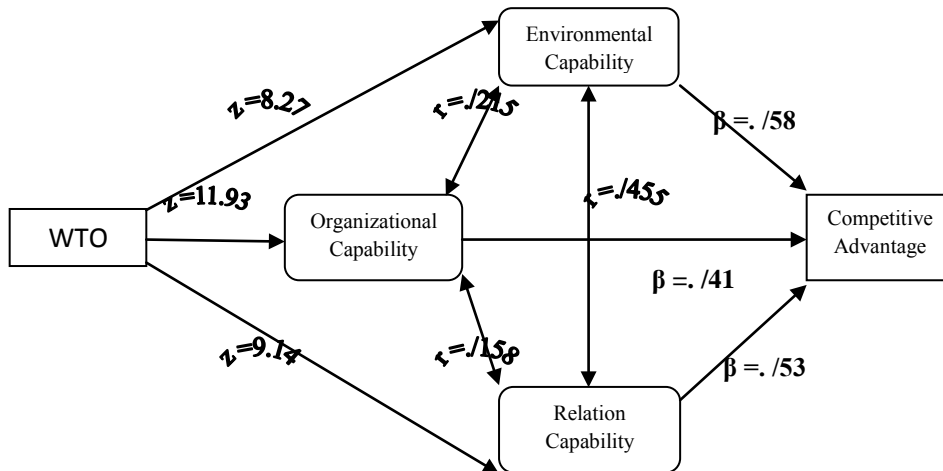 Environmental
Capability
z=8.27
r=./215
β =. /58
z=11.93
r=./455
WTO
Organizational
Capability
Competitive
Advantage
β =. /41
z=9.14
r=./158
β =. /53
Relation
Capability